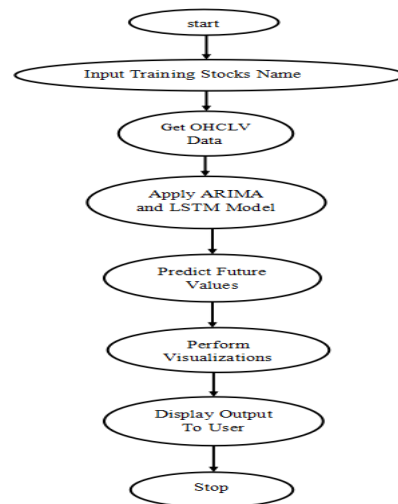 start
Input Training Stocks Name
Get OHCLV
Data
Apply ARIMA
and LSTM Model
Predict Future
Values
Perform
Visualizations
Display Output
To User
Stop